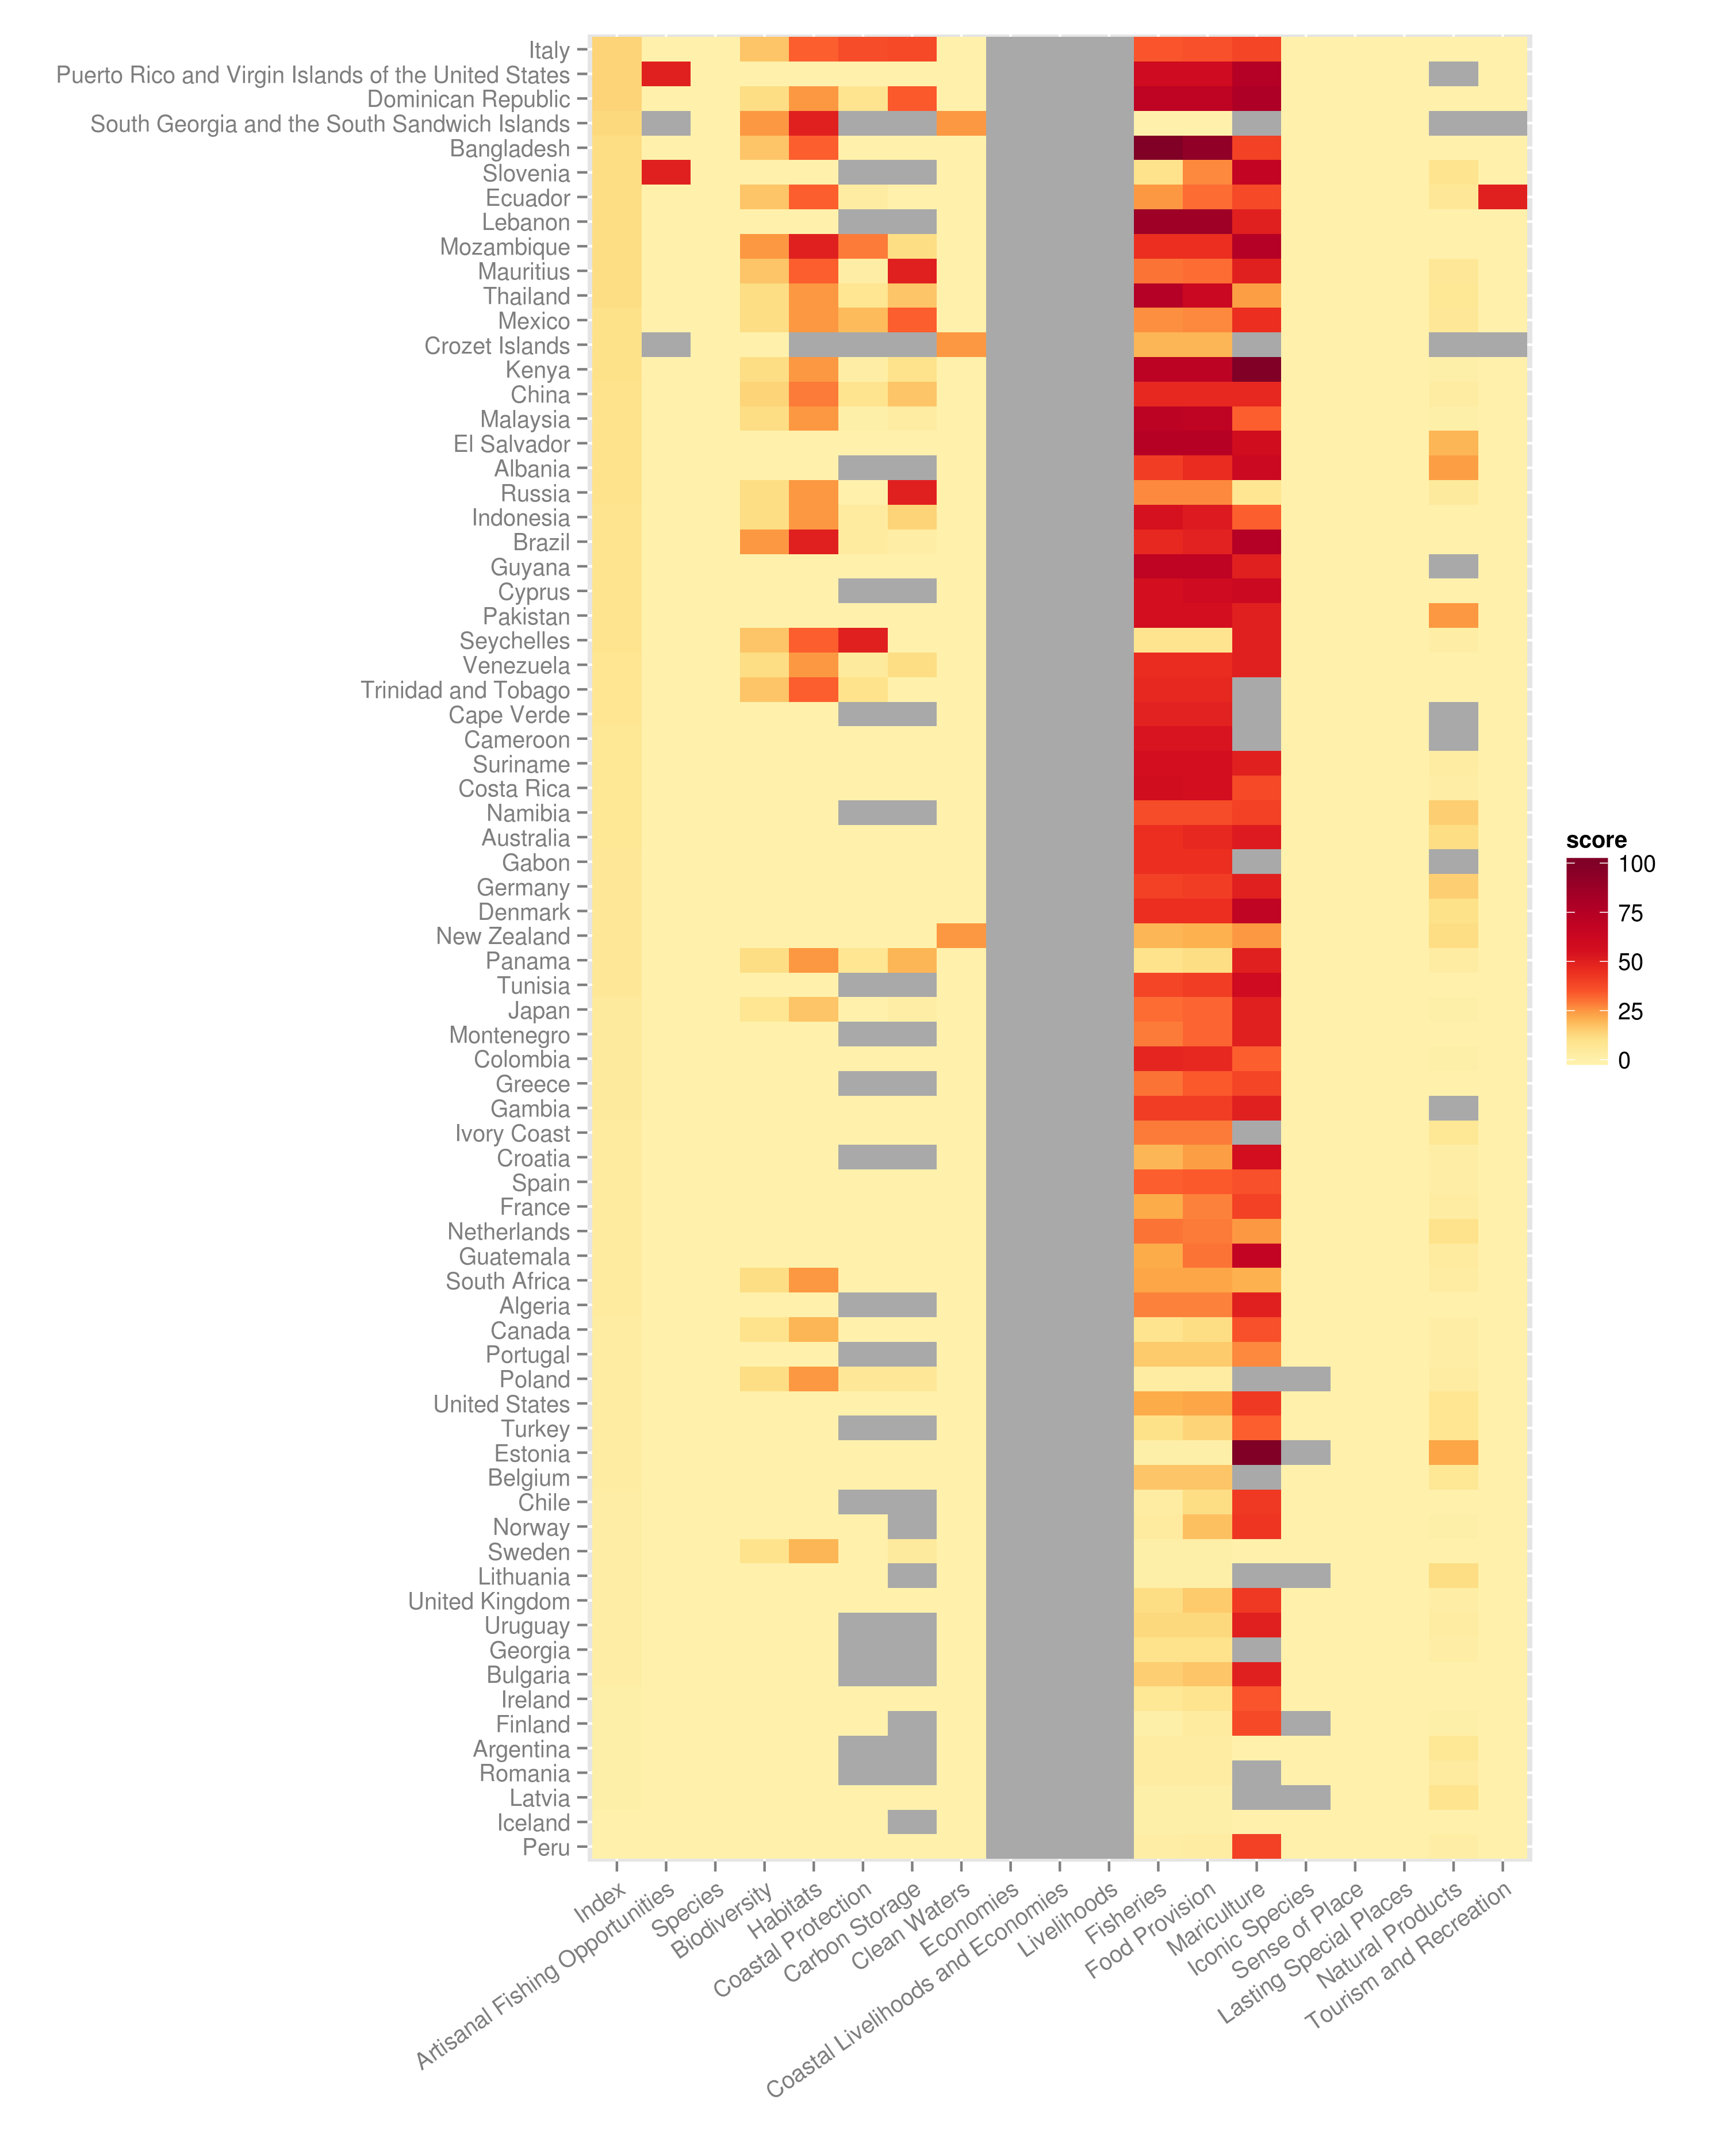 Italy
Puerto Rico and Virgin Islands of the United States
Dominican Republic
South Georgia and the South Sandwich Islands
Bangladesh
Slovenia
Ecuador
Lebanon
Mozambique
Mauritius
Thailand
Mexico
Crozet Islands
Kenya
China
Malaysia
El Salvador
Albania
Russia
Indonesia
Brazil
Guyana
Cyprus
Pakistan
Seychelles
Venezuela
Trinidad and Tobago
Cape Verde
Cameroon
Suriname
Costa Rica
Namibia
Australia
Gabon
Germany
Denmark
New Zealand
Panama
Tunisia
Japan
Montenegro
Colombia
Greece
Gambia
Ivory Coast
Croatia
Spain
France
Netherlands
Guatemala
South Africa
Algeria
Canada
Portugal
Poland
United States
Turkey
Estonia
Belgium
Chile
Norway
Sweden
Lithuania
United Kingdom
Uruguay
Georgia
Bulgaria
Ireland
Finland
Argentina
Romania
Latvia
Iceland
Peru
Index
Artisanal Fishing Opportunities
Species
Biodiversity
Habitats
Coastal Protection
Carbon Storage
Clean Waters
Economies
Coastal Livelihoods and Economies
Livelihoods
Fisheries
Food Provision
Mariculture
Iconic Species
Sense of Place
Lasting Special Places
Natural Products
Tourism and Recreation
score
100
75
50
25
0